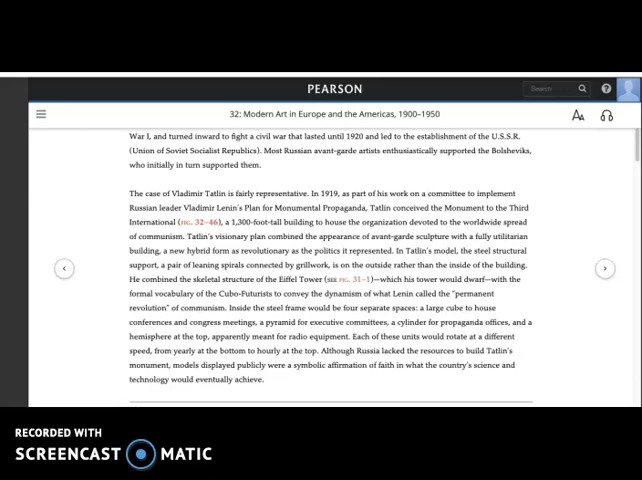 PEARSON
Search
32: Modern Art in Europe and the Americas, 1900–1950
AA
War I, and turned inward to fight a civil war that lasted until 1920 and led to the establishment of the U.S.S.R.
(Union of Soviet Socialist Republics). Most Russian avant-garde artists enthusiastically supported the Bolsheviks,
who initially in turn supported them.
The case of Vladimir Tatlin is fairly representative. In 1919, as part of his work on a committee to implement
Russian leader Vladimir Lenin's Plan for Monumental Propaganda, Tatlin conceived the Monument to the Third
International (FIG. 32–46), a 1,300-foot-tall building to house the organization devoted to the worldwide spread
of communism. Tatlin's visionary plan combined the appearance of avant-garde sculpture with a fully utilitarian
building, a new hybrid form as revolutionary as the politics it represented. In Tatlin's model, the steel structural
support, a pair of leaning spirals connected by grillwork, is on the outside rather than the inside of the building.
He combined the skeletal structure of the Eiffel Tower (SEE FIG. 31–1)—which his tower would dwarf—with the
formal vocabulary of the Cubo-Futurists to convey the dynamism of what Lenin called the "permanent
revolution" of communism. Inside the steel frame would be four separate spaces: a large cube to house
conferences and congress meetings, a pyramid for executive committees, a cylinder for propaganda offices, and a
hemisphere at the top, apparently meant for radio equipment. Each of these units would rotate at a different
speed, from yearly at the bottom to hourly at the top. Although Russia lacked the resources to build Tatlin's
monument, models displayed publicly were a symbolic affirmation of faith in what the country's science and
technology would eventually achieve.
RECORDED WITH
SCREENCAST MATIC